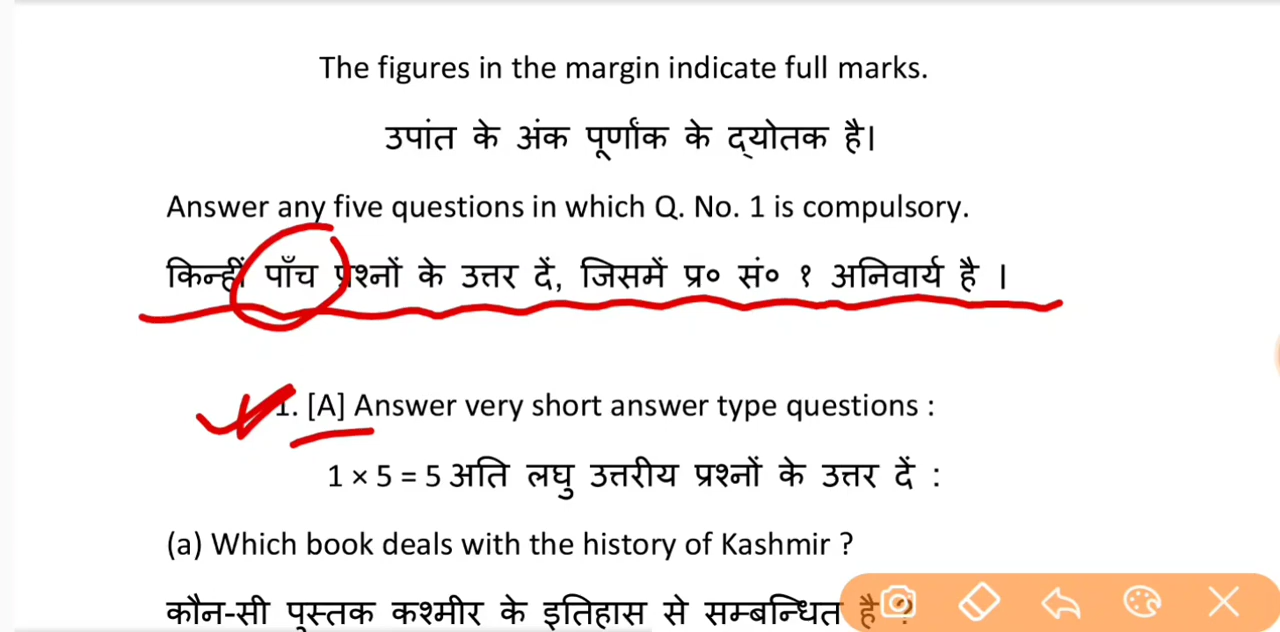 The figures in the margin indicate full marks.
उपांत के अंक पूर्णांक के द्योतक है।
Answer any five questions in which Q. No. 1 is compulsory.
किन्हीं पाँच प्रश्नों के उत्तर दें, जिसमें प्र० सं० १ अनिवार्य है ।
1. [A] Answer very short answer type questions :
1 × 5 = 5 अति लघु उत्तरीय प्रश्नों के उत्तर दें :
(a) Which book deals with the history of Kashmir ?
कौन-सी पुस्तक कश्मीर के इतिहास से सम्बन्धित है ?